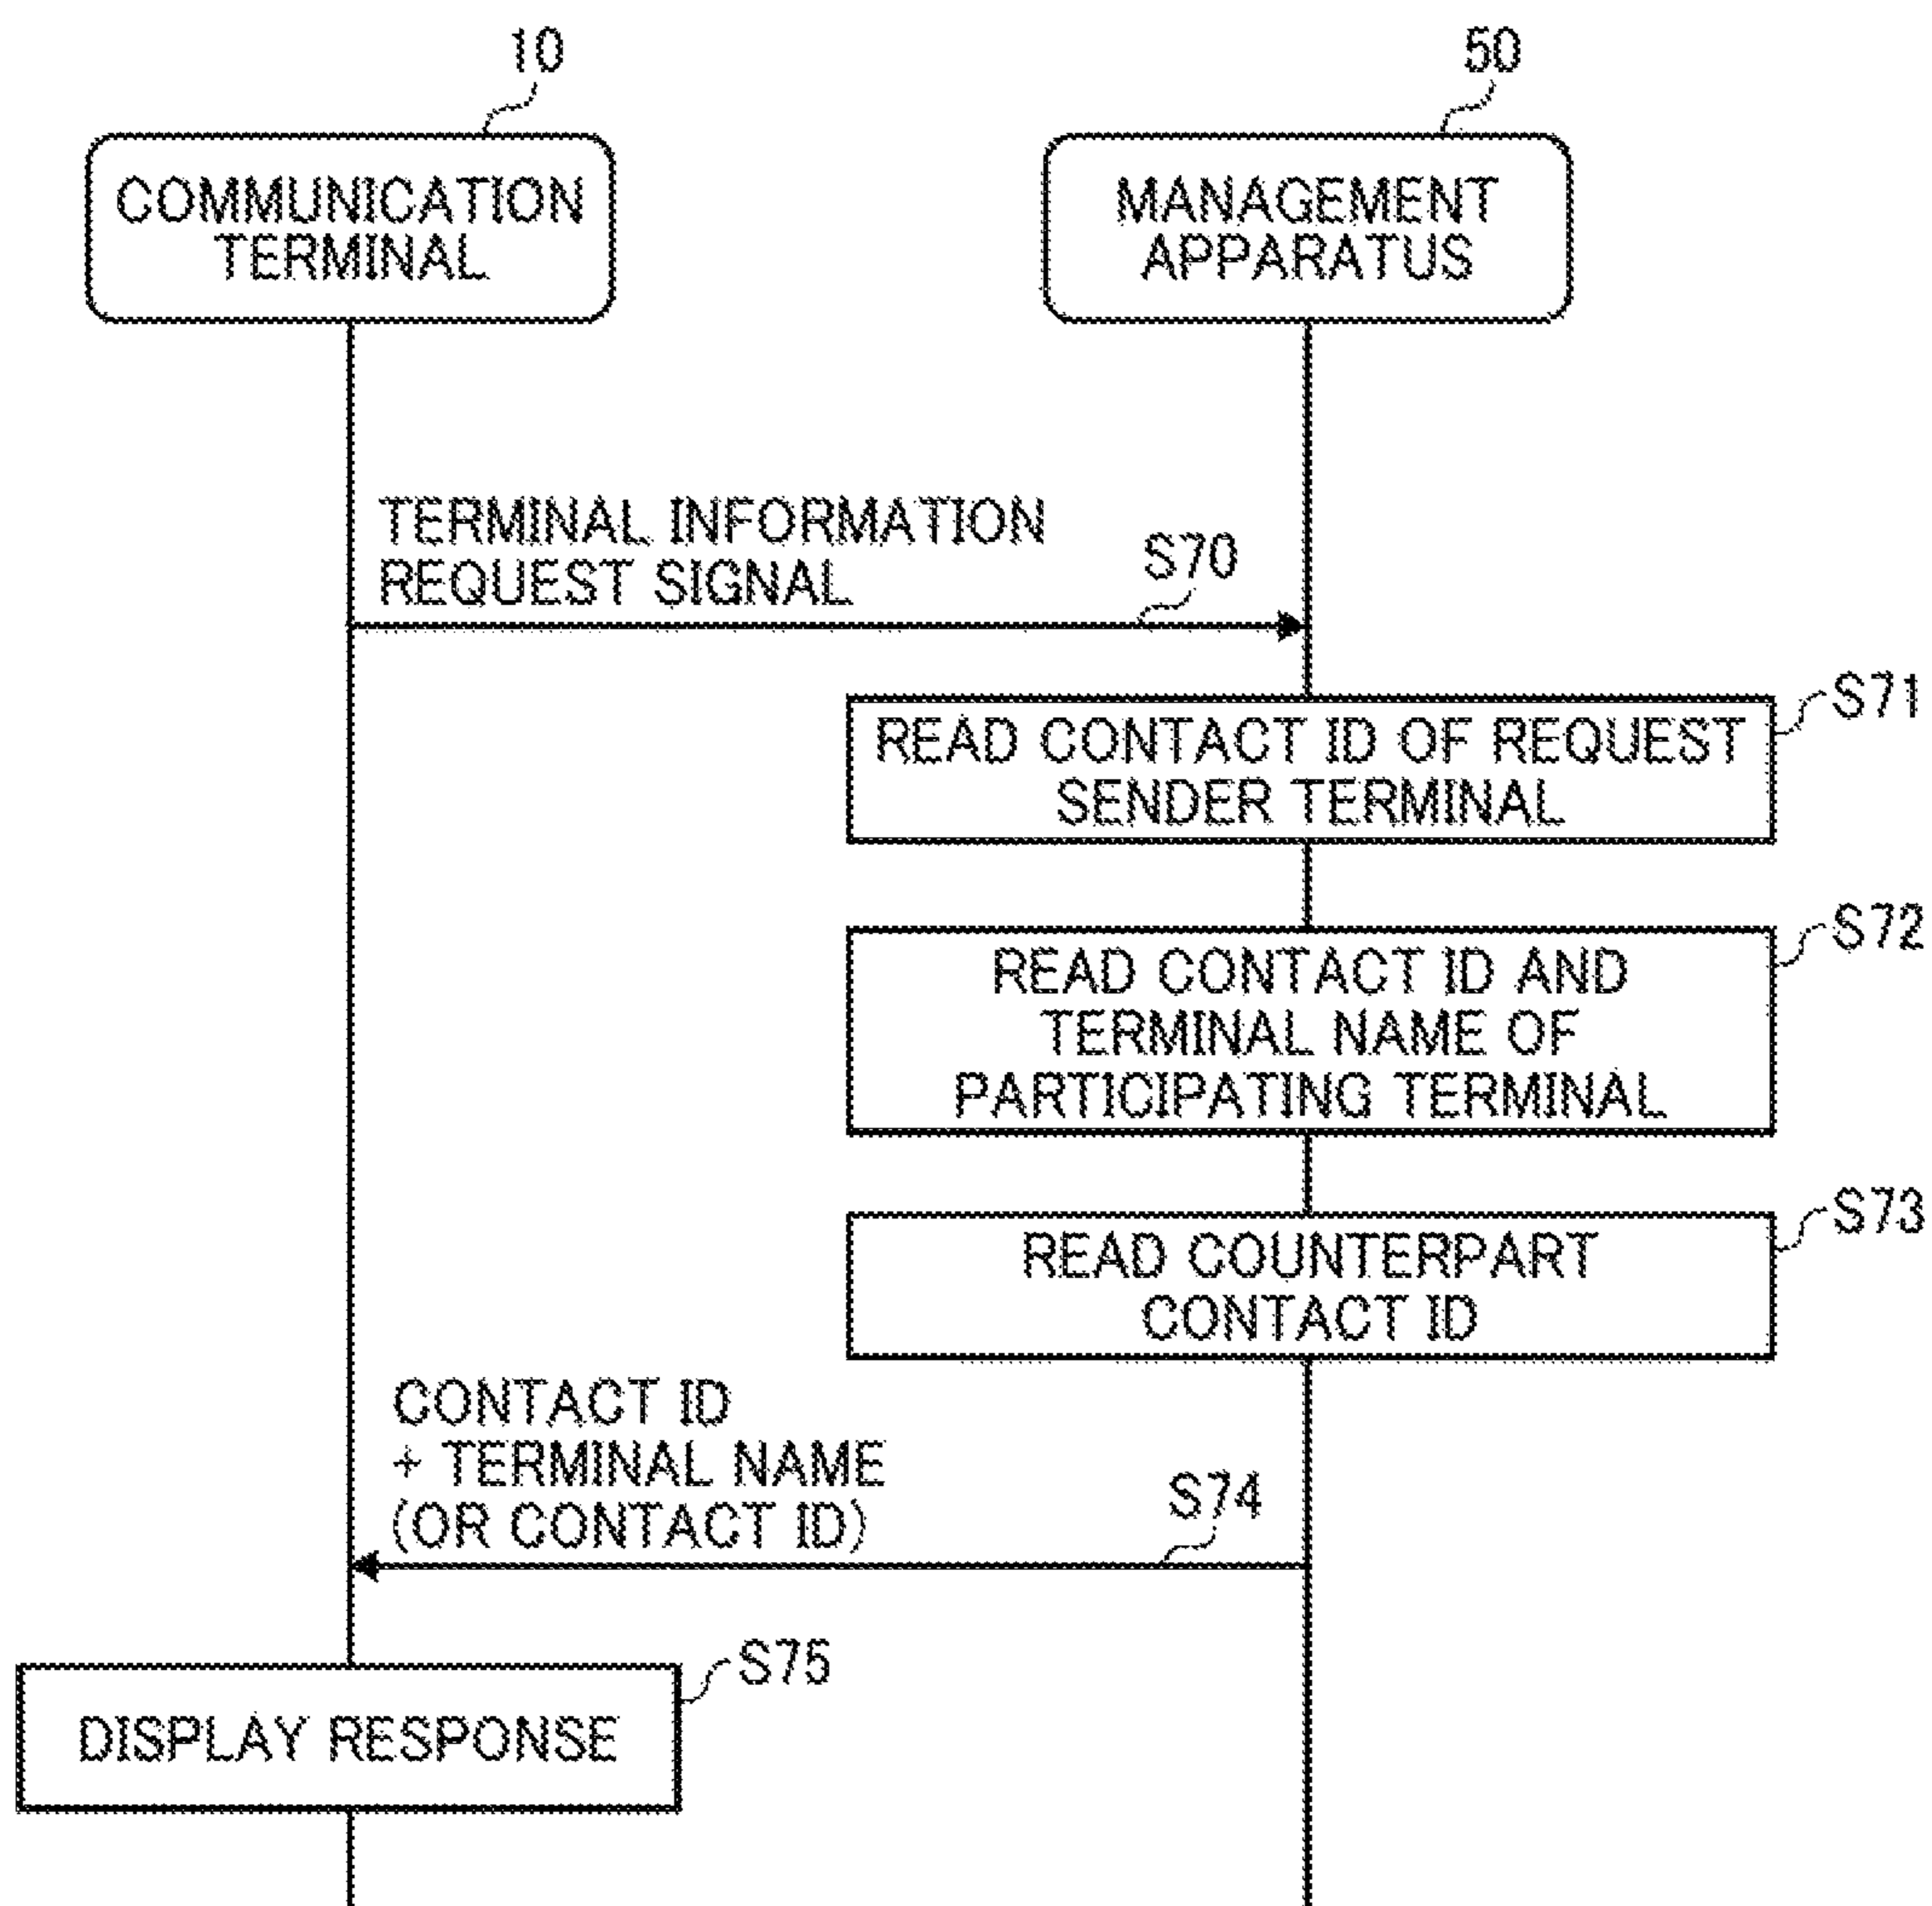 10
50
COMMUNICATION
TERMINAL
MANAGEMENT
APPARATUS
TERMINAL INFORMATION
REQUEST SIGNAL
S70
S71
READ CONTACT ID OF REQUEST
SENDER TERMINAL
S72
READ CONTACT ID AND
TERMINAL NAME OF
PARTICIPATING TERMINAL
S73
READ COUNTERPART
CONTACT ID
CONTACT ID
+ TERMINAL NAME
(OR CONTACT ID)
S74
S75
DISPLAY RESPONSE